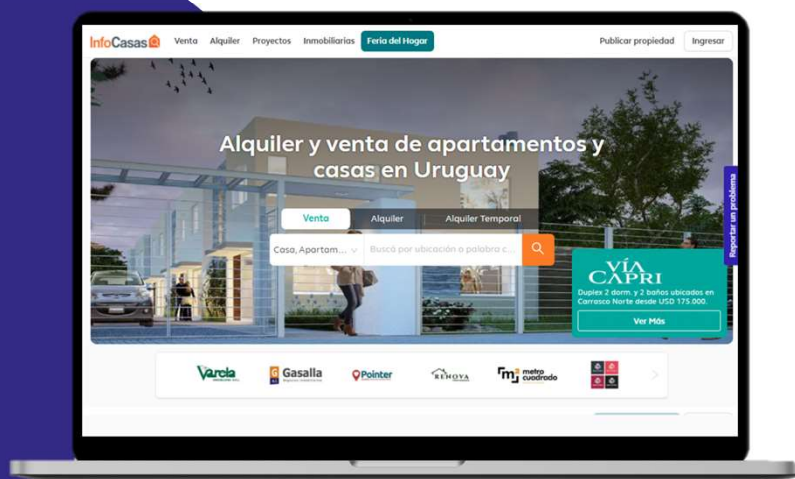 InfoCasas
Venta Alquiler Proyectos Inmobiliarias Feria del Hogar Publicar propiedad Ingresar
Alquiler y venta de apartamentos y
casas en Uruguay
Venta Alquiler Alquiler Temporal
Casa, Apartam... Buscá por ubicación o palabra c...
Reportar un problema
VÍA
CAPRI
Duplex 2 dorm. y 2 baños ubicados en
Carrasco Norte desde USD 175.000.
Ver Más
Varela
Gasalla
Pointer
RENOVA
m2 metro
cuadrado